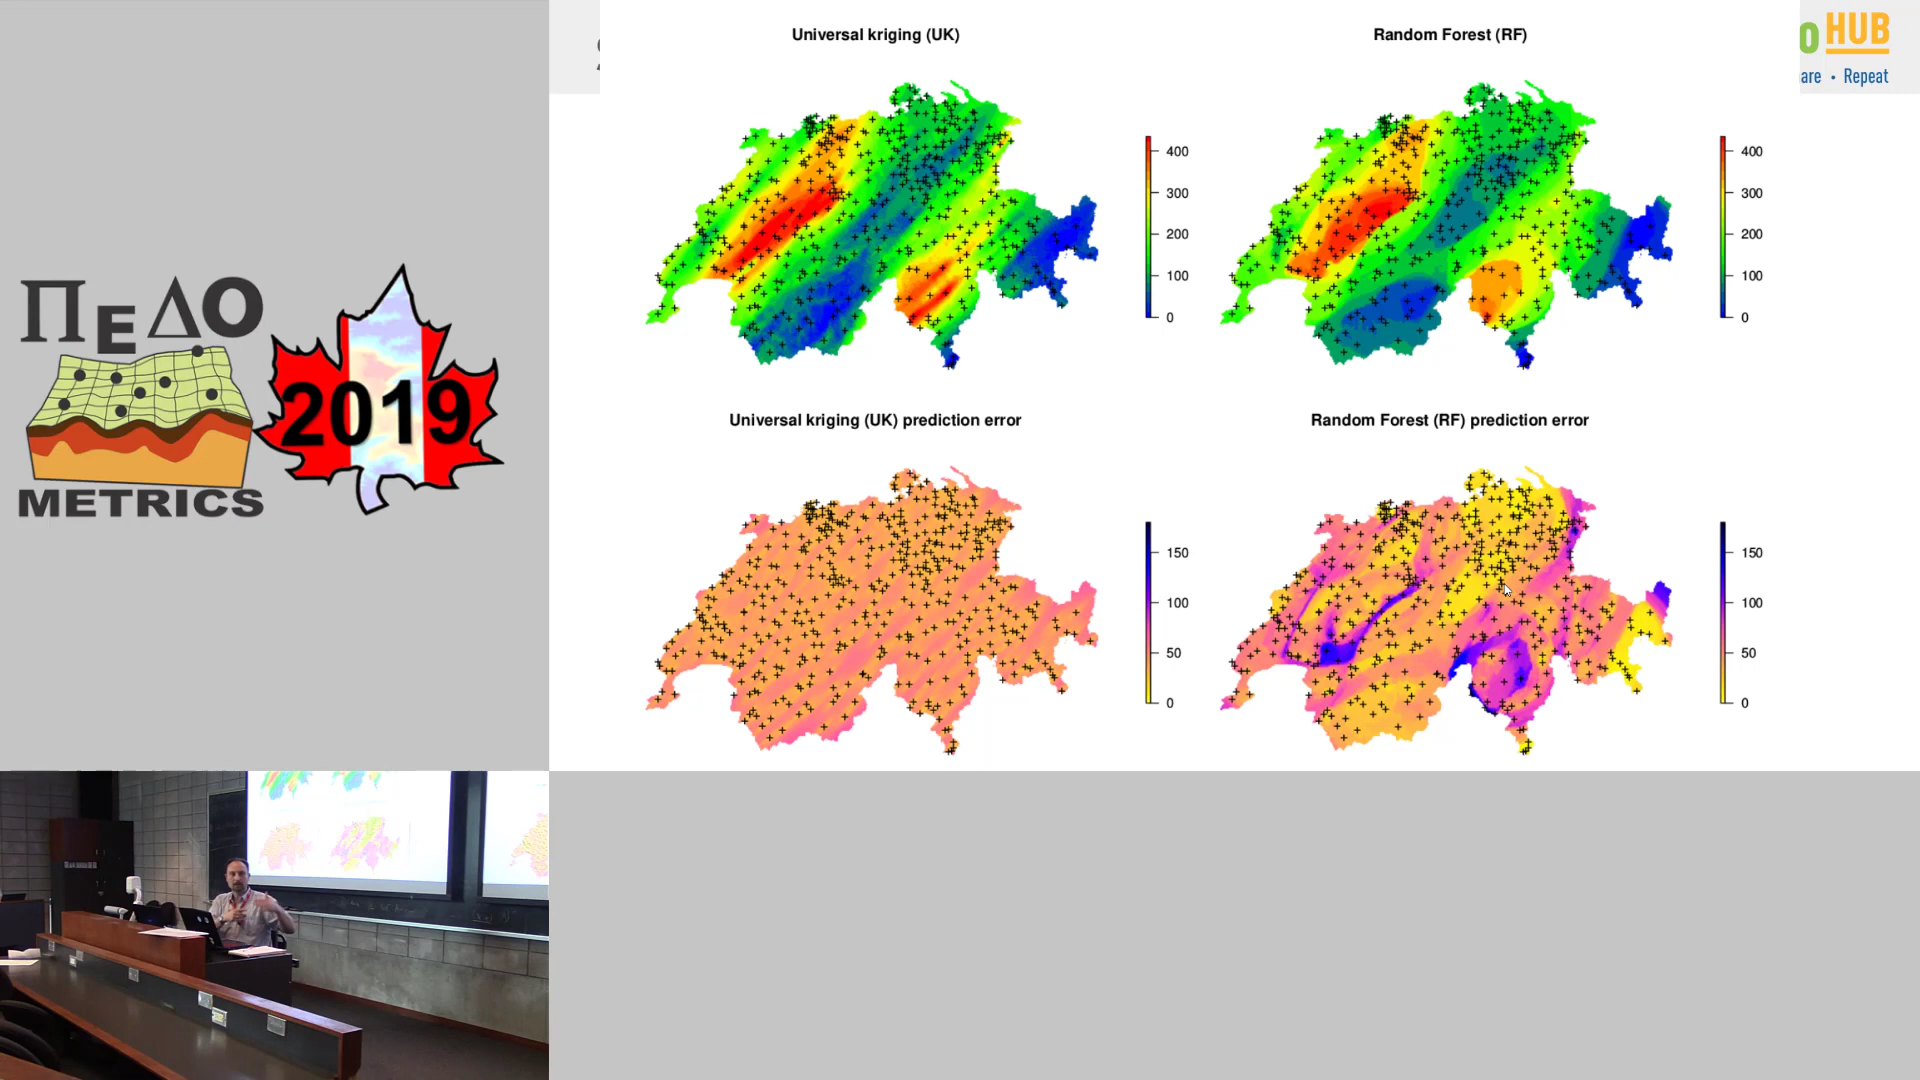 ΠΕΔΟ
METRICS
2019
HUB
are • Repeat
Universal kriging (UK)
400
300
200
100
0
Random Forest (RF)
400
300
200
100
0
Universal kriging (UK) prediction error
150
100
50
0
Random Forest (RF) prediction error
150
100
50
0